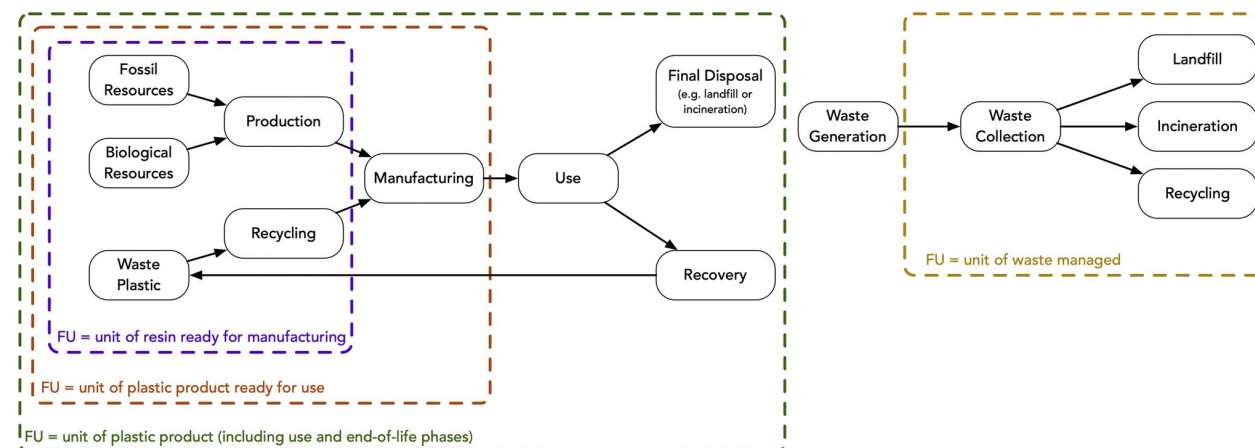 Fossil
Resources
Production
Biological
Resources
Recycling
Waste
Plastic
Manufacturing
Use
Final Disposal
(e.g. landfill or
incineration)
Recovery
FU = unit of resin ready for manufacturing
FU = unit of plastic product ready for use
FU = unit of plastic product (including use and end-of-life phases)
Waste
Generation
Waste
Collection
Landfill
Incineration
Recycling
FU = unit of waste managed